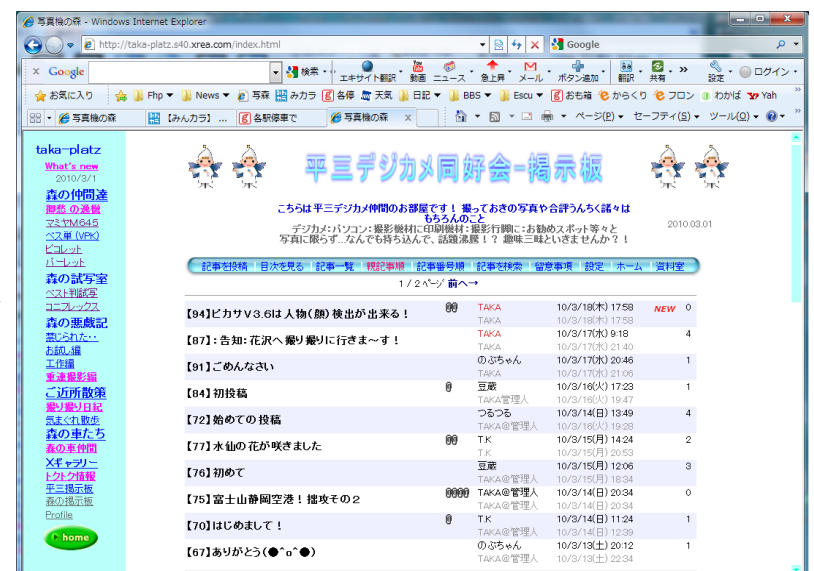 写真機の森 - Windows Internet Explorer
http://taka-platz.s40.xrea.com/index.html
Google
× Google 検索 エキサイト翻訳 動画 ニュース 急上昇 メール ボタン追加 翻訳 共有 » 設定 ログイン
お気に入り Fhp News 写森 みカラ 各停 天気 日記 BBS Escu おも箱 からくり フロン わかば Yah »
写真機の森 【みんカラ】 ... 各駅停車で 写真機の森 x ページ(P) セーフティ(S) ツール(O) »
taka-platz
What's new
2010/3/1
森の仲間達
郷愁の逸機
マミヤM645
ベス単 (VPK)
ピコレット
パーレット
森の試写室
ベスト判試写
コニフレックス
森の悪戯記
禁じられた・・
お試し編
工作編
重連撮影編
ご近所散策
撮り撮り日記
気まぐれ散歩
森の車たち
森の車仲間
Xギャラリー
トクトク情報
平三掲示板
森の掲示板
Profile
home
平三デジカメ同好会-掲示板
こちらは平三デジカメ仲間のお部屋です！ 撮っておきの写真や合評うんちく諸々は
もちろんのこと
デジカメ:パソコン:撮影機材に印刷機材:撮影行脚に:お勧めスポット等々と
写真に限らず...なんでも持ち込んで、話題沸騰！？ 趣味三昧といきませんか？！
2010.03.01
記事を投稿 目次を見る 記事一覧 親記事順 記事番号順 記事を検索 留意事項 設定 ホーム 資料室
1 / 2 ページ 前へ→
【94】ピカサV3.6は人物(顔)検出が出来る！ @@ TAKA 10/3/18(木) 17:58 NEW 0
TAKA 10/3/18(木) 17:58
【87】: 告知: 花沢へ撮り撮りに行きま～す！ TAKA 10/3/17(水) 9:18 4
TAKA 10/3/17(水) 21:40
【91】ごめんなさい のぶちゃん 10/3/17(水) 20:46 1
TAKA 10/3/17(水) 21:06
【84】初投稿 @ 豆蔵 10/3/16(火) 17:23 1
TAKA管理人 10/3/16(火) 19:47
【72】始めての投稿 つるつる 10/3/14(日) 13:49 4
TAKA@管理人 10/3/16(火) 19:28
【77】水仙の花が咲きました @@ T.K 10/3/15(月) 14:24 2
T.K 10/3/15(月) 20:53
【76】初めて 豆蔵 10/3/15(月) 12:06 3
TAKA@管理人 10/3/15(月) 18:34
【75】富士山静岡空港！拙攻その２ @@@@ TAKA@管理人 10/3/14(日) 20:34 0
TAKA@管理人 10/3/14(日) 20:34
【70】はじめまして！ @ T.K 10/3/14(日) 11:24 1
TAKA@管理人 10/3/14(日) 12:39
【67】ありがとう(●^o^●) のぶちゃん 10/3/13(土) 20:12 1
TAKA@管理人 10/3/13(土) 22:34